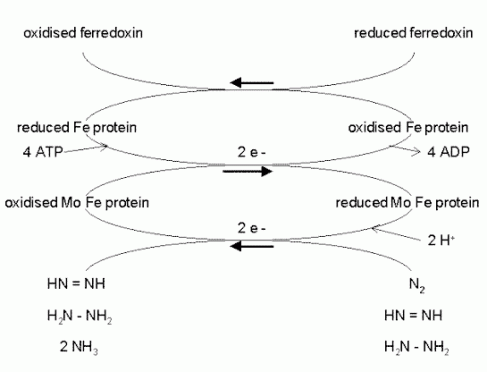 oxidised ferredoxin reduced ferredoxin
reduced Fe protein oxidised Fe protein
4 ATP 2 e - 4 ADP
oxidised Mo Fe protein reduced Mo Fe protein
2 e -
2 H⁺
HN = NH N₂
H₂N - NH₂ HN = NH
2 NH₃ H₂N - NH₂